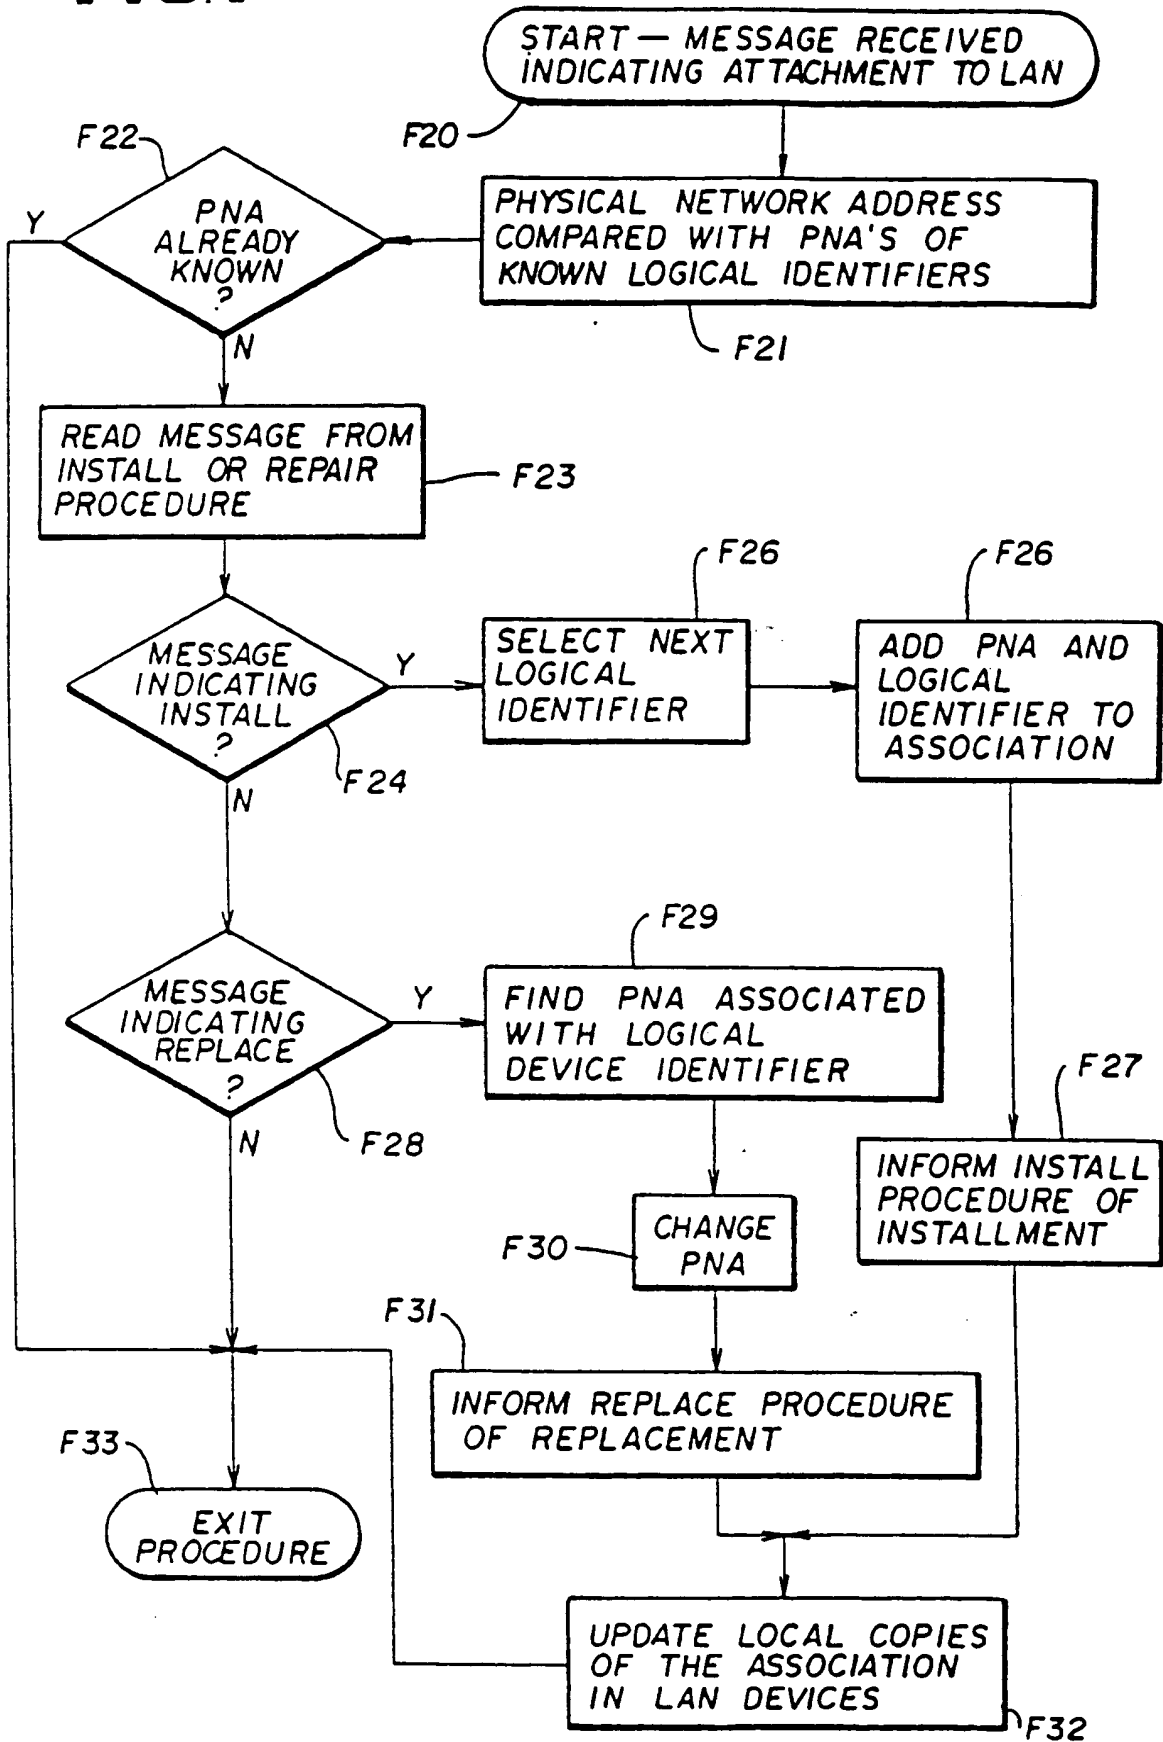 START — MESSAGE RECEIVED
INDICATING ATTACHMENT TO LAN
F20
F22
PHYSICAL NETWORK ADDRESS
COMPARED WITH PNA'S OF
KNOWN LOGICAL IDENTIFIERS
F21
Y
PNA
ALREADY
KNOWN
?
N
READ MESSAGE FROM
INSTALL OR REPAIR
PROCEDURE
F23
MESSAGE
INDICATING
INSTALL
?
F24
Y
N
F26
SELECT NEXT
LOGICAL
IDENTIFIER
F26
ADD PNA AND
LOGICAL
IDENTIFIER TO
ASSOCIATION
MESSAGE
INDICATING
REPLACE
?
F28
Y
N
F29
FIND PNA ASSOCIATED
WITH LOGICAL
DEVICE IDENTIFIER
F27
INFORM INSTALL
PROCEDURE OF
INSTALLMENT
F30
CHANGE
PNA
F31
INFORM REPLACE PROCEDURE
OF REPLACEMENT
F33
EXIT
PROCEDURE
UPDATE LOCAL COPIES
OF THE ASSOCIATION
IN LAN DEVICES
F32